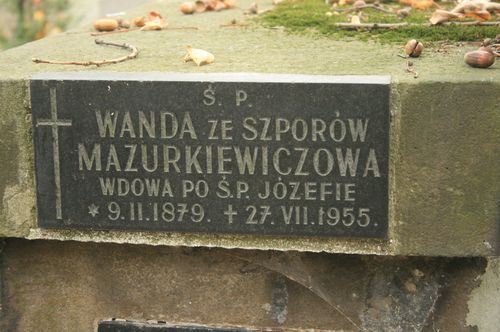 Ś. P.
WANDA ZE SZPORÓW
MAZURKIEWICZOWA
WDOWA PO Ś.P. JÓZEFIE
* 9.II.1879. + 27.VII.1955.